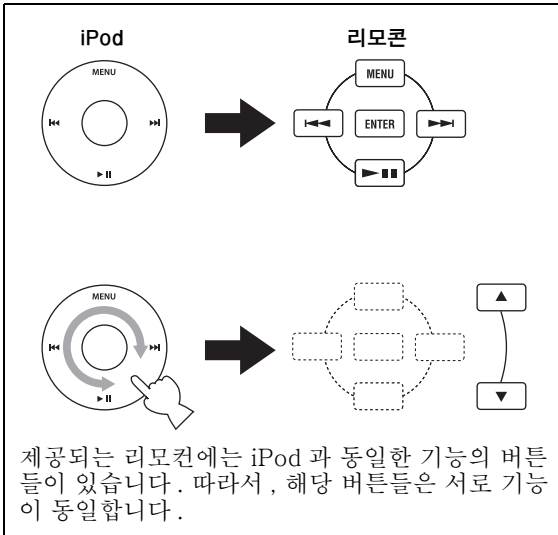 iPod 리모콘
MENU MENU
ENTER
MENU
제공되는 리모컨에는 iPod 과 동일한 기능의 버튼
들이 있습니다 . 따라서 , 해당 버튼들은 서로 기능
이 동일합니다 .